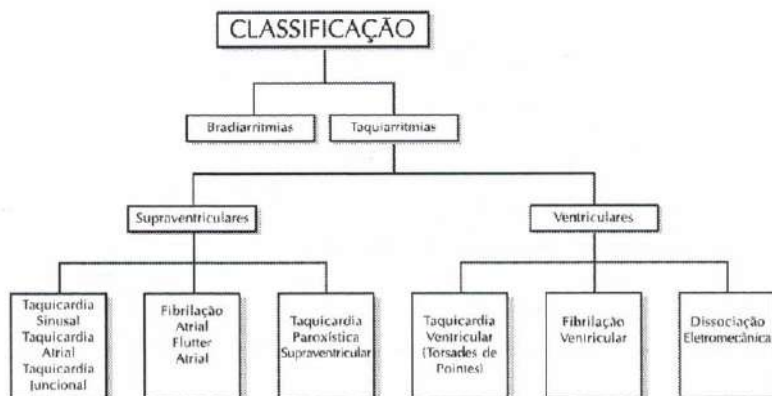 CLASSIFICAÇÃO
Bradiarritmias
Taquiarritmias
Supraventriculares
Ventriculares
Taquicardia
Sinusal
Taquicardia
Atrial
Taquicardia
Juncional
Fibrilação
Atrial
Flutter
Atrial
Taquicardia
Paroxística
Supraventricular
Taquicardia
Ventricular
(Torsades de
Pointes)
Fibrilação
Ventricular
Dissociação
Eletromecânica